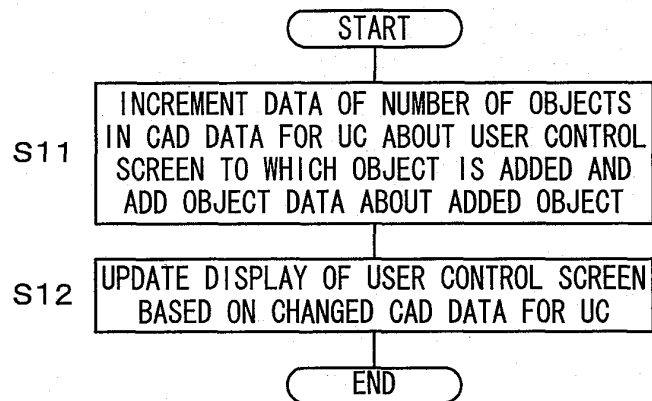 START
S11
INCREMENT DATA OF NUMBER OF OBJECTS
IN CAD DATA FOR UC ABOUT USER CONTROL
SCREEN TO WHICH OBJECT IS ADDED AND
ADD OBJECT DATA ABOUT ADDED OBJECT
S12
UPDATE DISPLAY OF USER CONTROL SCREEN
BASED ON CHANGED CAD DATA FOR UC
END